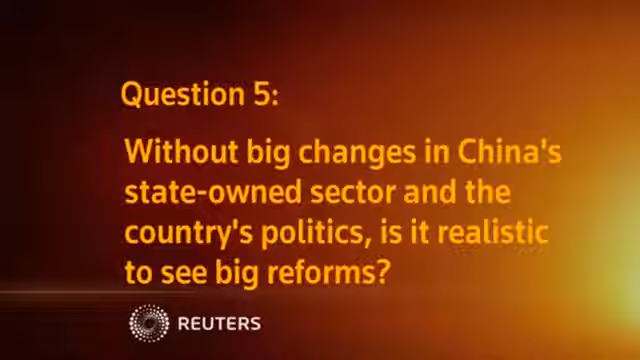 Question 5:
Without big changes in China's
state-owned sector and the
country's politics, is it realistic
to see big reforms?
REUTERS